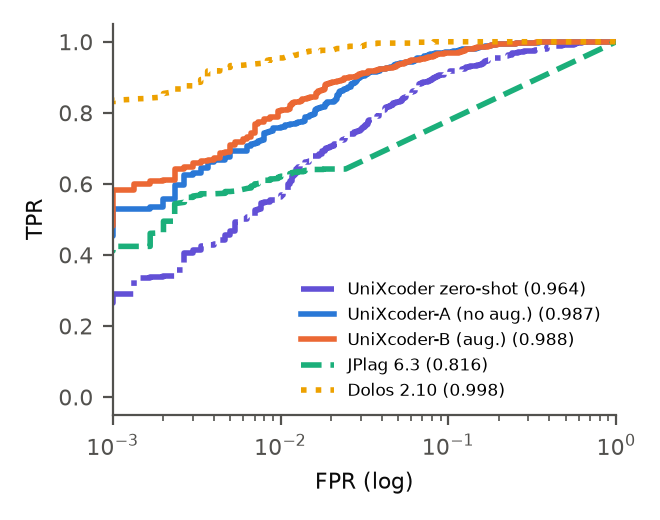 1.0
0.8
0.6
0.4
0.2
0.0
TPR
10⁻³
10⁻²
10⁻¹
10⁰
FPR (log)
UniXcoder zero-shot (0.964)
UniXcoder-A (no aug.) (0.987)
UniXcoder-B (aug.) (0.988)
JPlag 6.3 (0.816)
Dolos 2.10 (0.998)